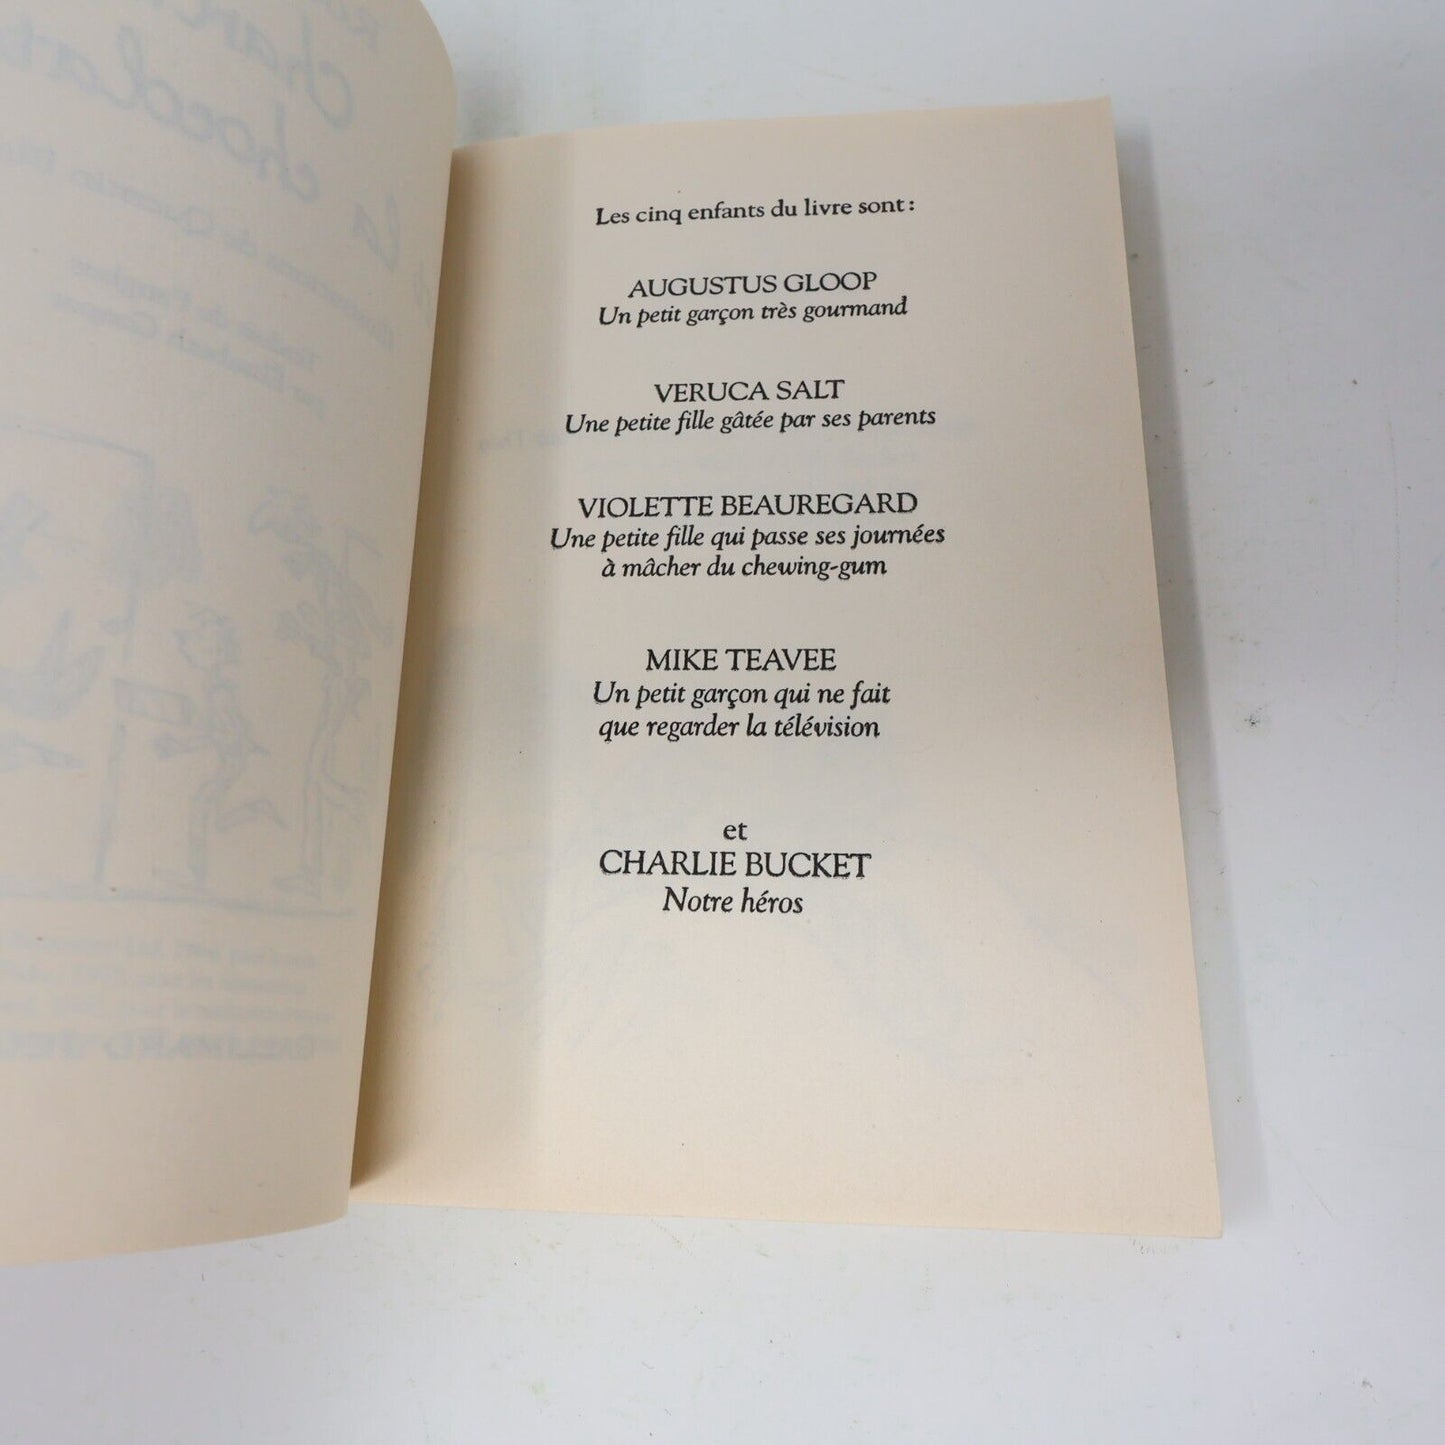 Les cinq enfants du livre sont :
AUGUSTUS GLOOP
Un petit garçon très gourmand
VERUCA SALT
Une petite fille gâtée par ses parents
VIOLETTE BEAUREGARD
Une petite fille qui passe ses journées
à mâcher du chewing-gum
MIKE TEAVEE
Un petit garçon qui ne fait
que regarder la télévision
et
CHARLIE BUCKET
Notre héros